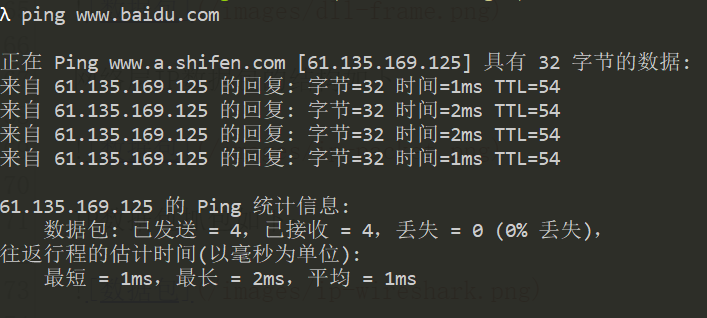 λ ping www.baidu.com
正在 Ping www.a.shifen.com [61.135.169.125] 具有 32 字节的数据:
来自 61.135.169.125 的回复: 字节=32 时间=1ms TTL=54
来自 61.135.169.125 的回复: 字节=32 时间=2ms TTL=54
来自 61.135.169.125 的回复: 字节=32 时间=2ms TTL=54
来自 61.135.169.125 的回复: 字节=32 时间=1ms TTL=54
61.135.169.125 的 Ping 统计信息:
数据包: 已发送 = 4，已接收 = 4，丢失 = 0 (0% 丢失)，
往返行程的估计时间(以毫秒为单位):
最短 = 1ms，最长 = 2ms，平均 = 1ms